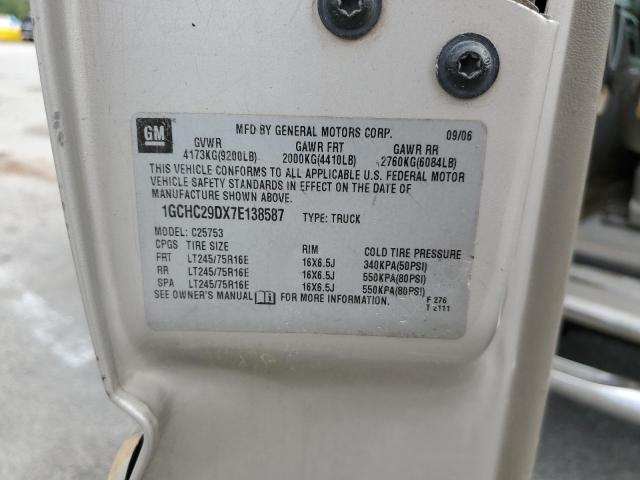 GM
MFD BY GENERAL MOTORS CORP. 09/06
GVWR GAWR FRT GAWR RR
4173KG(9200LB) 2000KG(4410LB) 2760KG(6084LB)
THIS VEHICLE CONFORMS TO ALL APPLICABLE U.S. FEDERAL MOTOR
VEHICLE SAFETY STANDARDS IN EFFECT ON THE DATE OF
MANUFACTURE SHOWN ABOVE.
1GCHC29DX7E138587 TYPE: TRUCK
MODEL: C25753
CPGS TIRE SIZE RIM COLD TIRE PRESSURE
FRT LT245/75R16E 16X6.5J 340KPA(50PSI)
RR LT245/75R16E 16X6.5J 550KPA(80PSI)
SPA LT245/75R16E 16X6.5J 550KPA(80PSI)
SEE OWNER'S MANUAL FOR MORE INFORMATION. F 276
T 2111